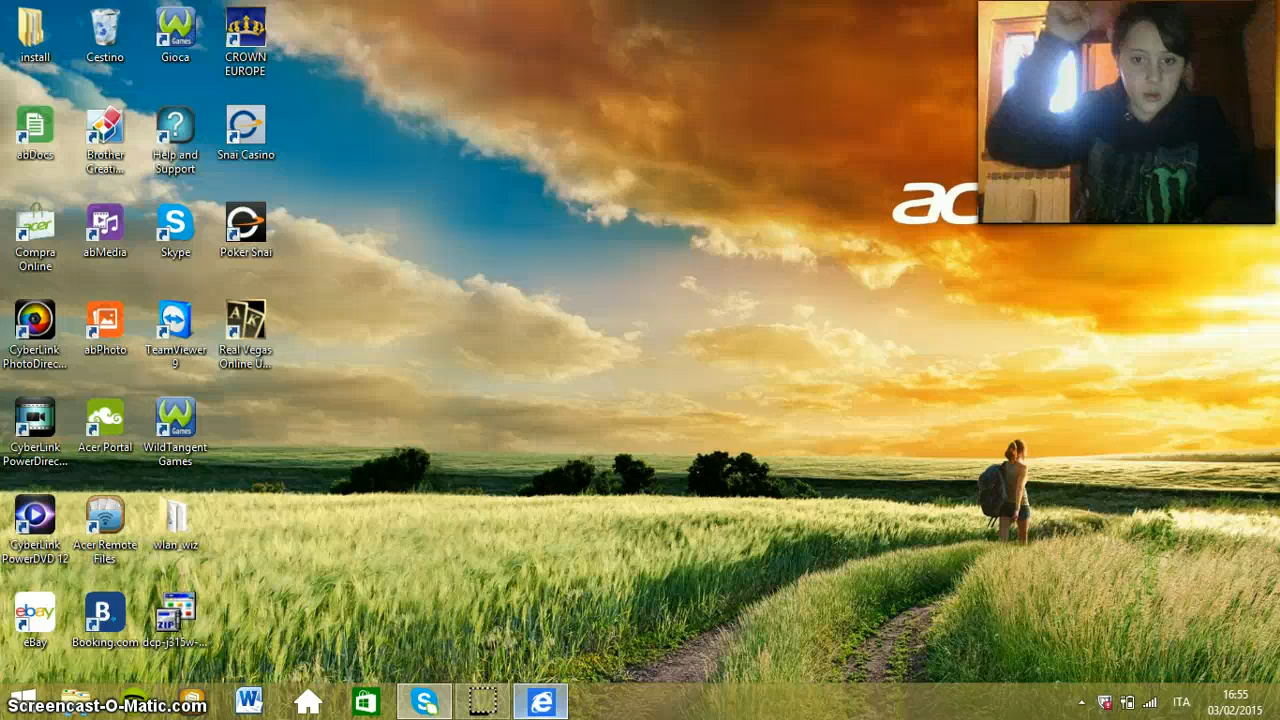 install
Cestino
Gioca
CROWN
EUROPE
abDocs
Brother
Creati...
Help and
Support
Snai Casino
Compra
Online
abMedia
Skype
Poker Snai
CyberLink
PhotoDirec...
abPhoto
TeamViewer
9
Real Vegas
Online U...
CyberLink
PowerDirec...
Acer Portal
WildTangent
Games
CyberLink
PowerDVD 12
Acer Remote
Files
wlan_wiz
eBay
Booking.com
dcp-j315w-...
ac
Screencast-O-Matic.com
ITA
16:55
03/02/2015